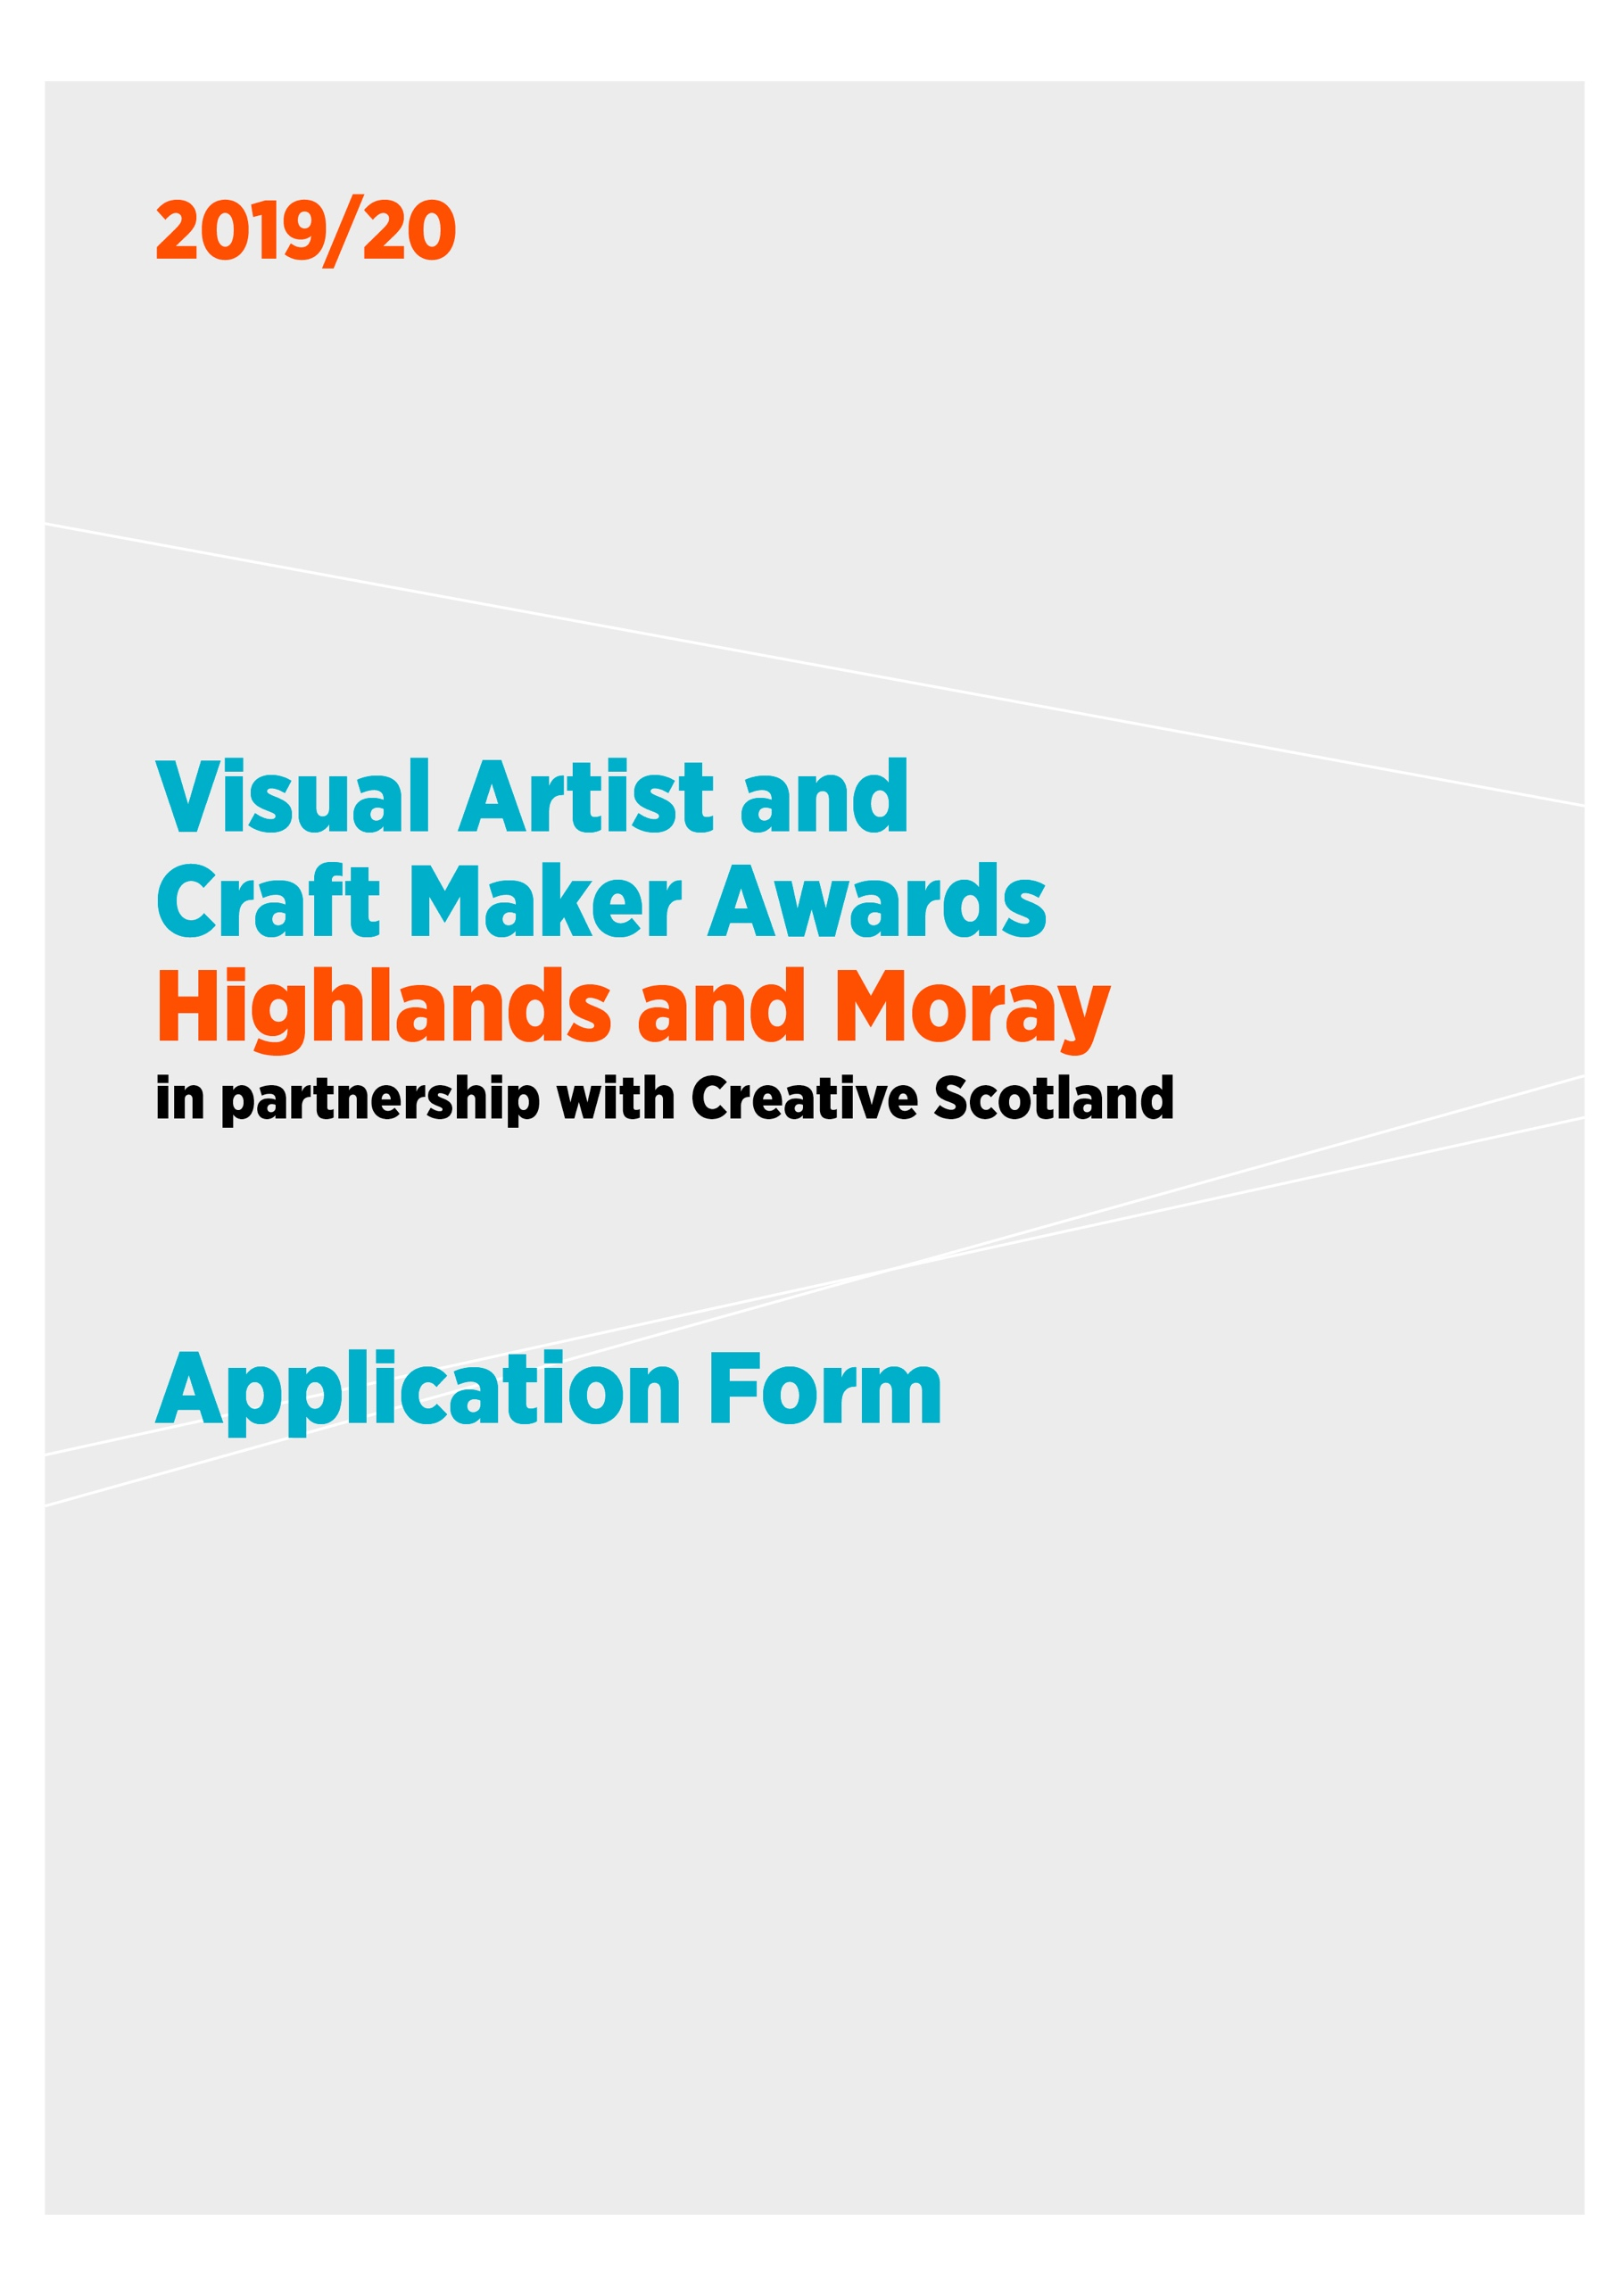 2019/20
Visual Artist and
Craft Maker Awards
Highlands and Moray
in partnership with Creative Scotland
Application Form